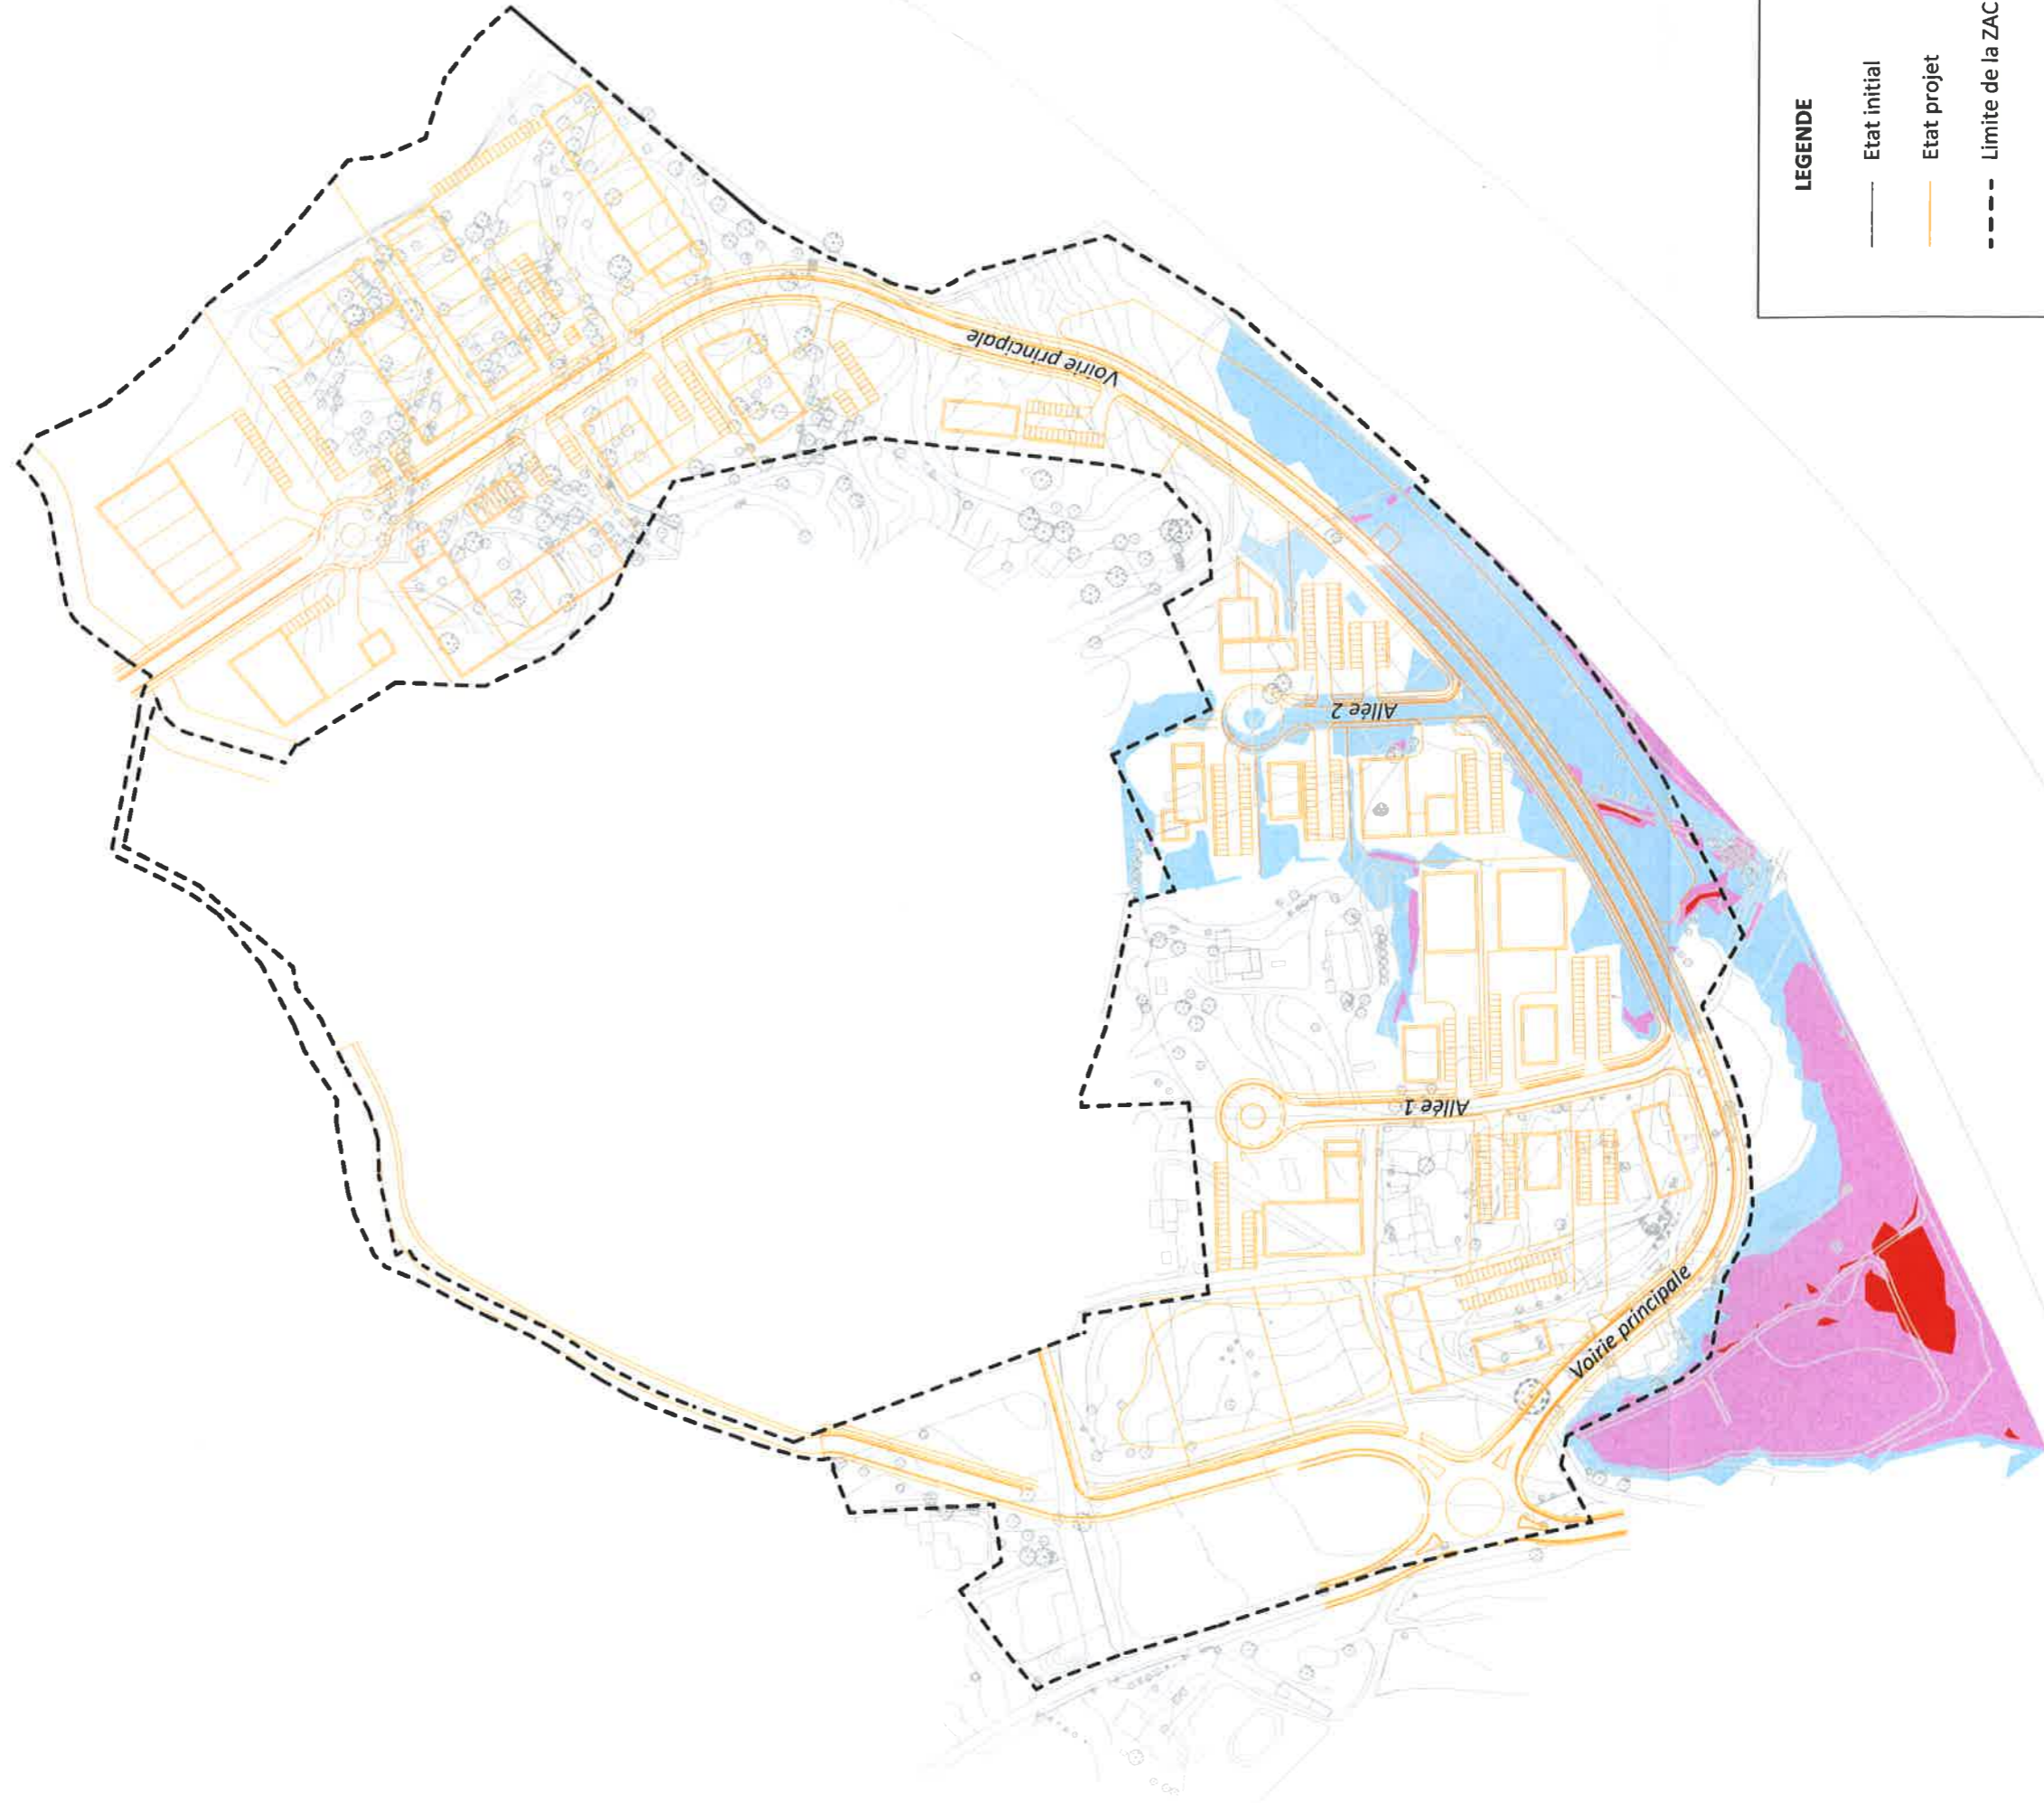 LEGENDE
Etat initial
Etat projet
Limite de la ZAC
Voirie principale
Allée 2
Allée 1
Voirie principale